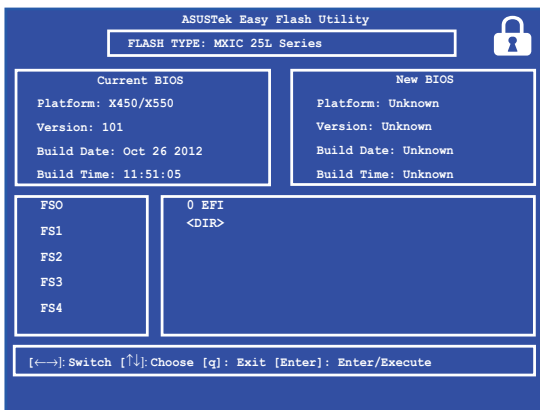 ASUSTek Easy Flash Utility
FLASH TYPE: MXIC 25L Series
Current BIOS
Platform: X450/X550
Version: 101
Build Date: Oct 26 2012
Build Time: 11:51:05
New BIOS
Platform: Unknown
Version: Unknown
Build Date: Unknown
Build Time: Unknown
FSO
FS1
FS2
FS3
FS4
0 EFI
<DIR>
[←→]: Switch [↑↓]: Choose [q]: Exit [Enter]: Enter/Execute